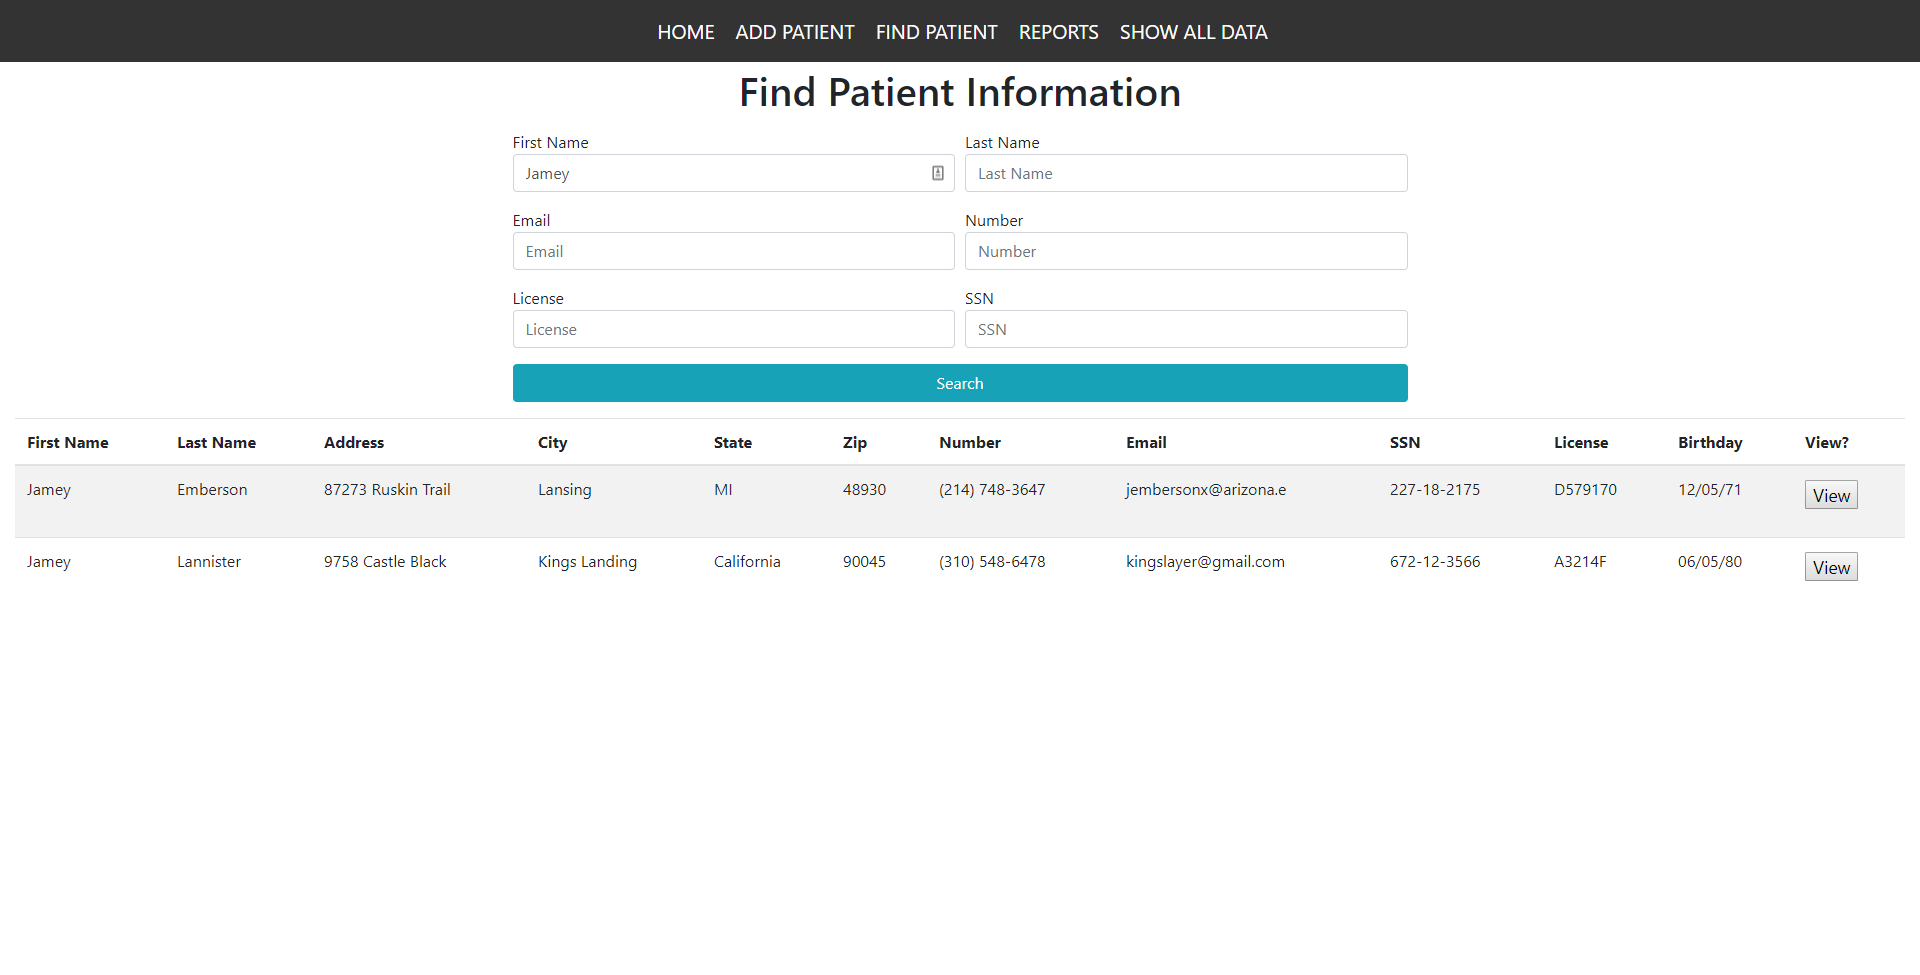 HOME ADD PATIENT FIND PATIENT REPORTS SHOW ALL DATA
Find Patient Information
First Name Last Name
Jamey Last Name
Email Number
Email Number
License SSN
License SSN
Search
First Name Last Name Address City State Zip Number Email SSN License Birthday View?
Jamey Emberson 87273 Ruskin Trail Lansing MI 48930 (214) 748-3647 jembersonx@arizona.e 227-18-2175 D579170 12/05/71 View
Jamey Lannister 9758 Castle Black Kings Landing California 90045 (310) 548-6478 kingslayer@gmail.com 672-12-3566 A3214F 06/05/80 View